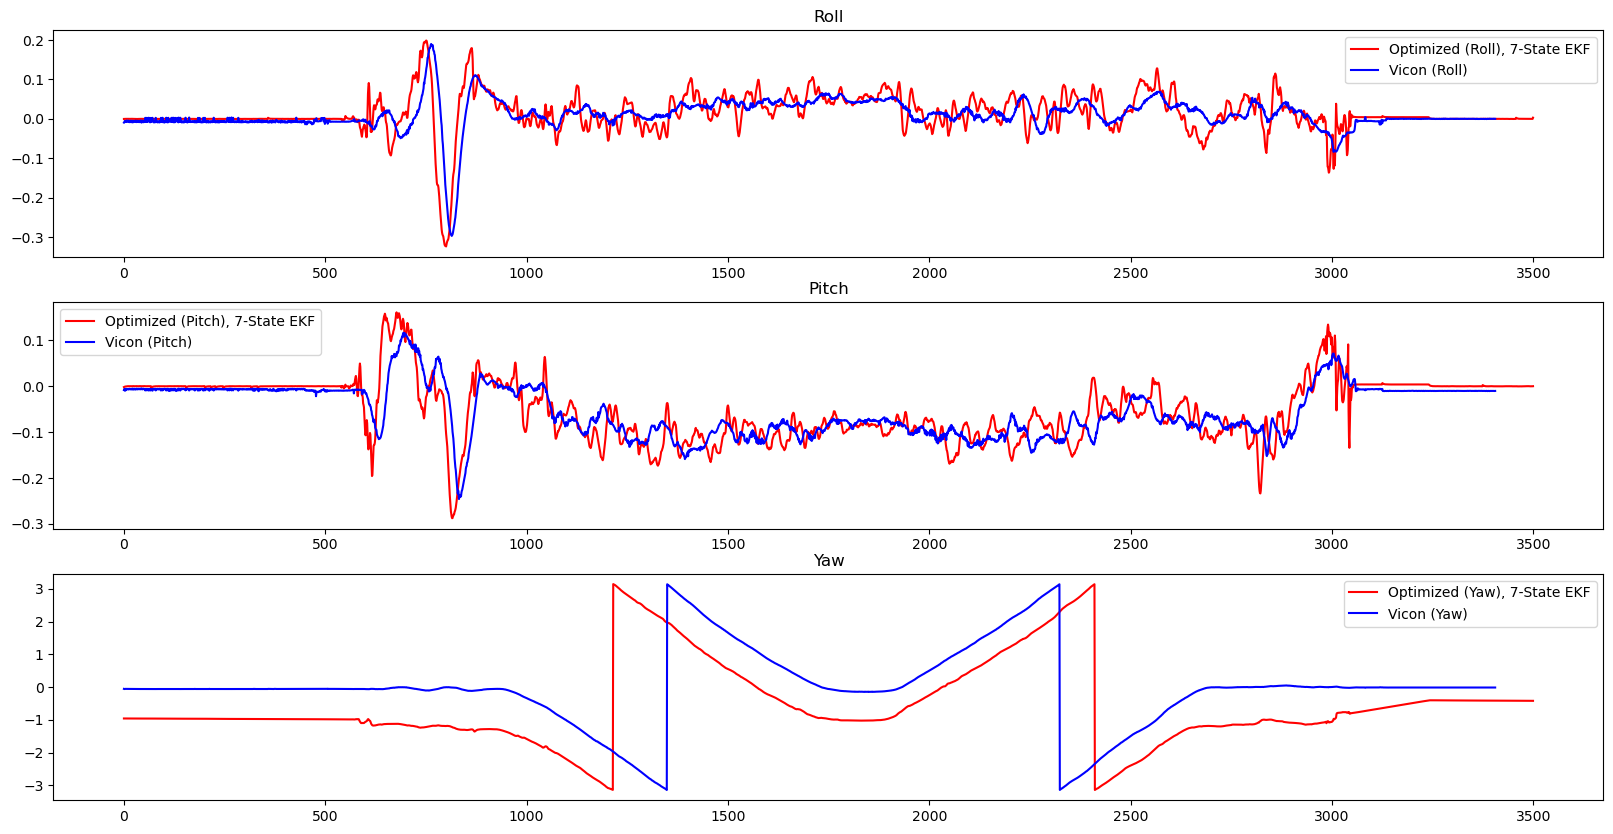 Roll
0.2
0.1
0.0
−0.1
−0.2
−0.3
Optimized (Roll), 7-State EKF
Vicon (Roll)
0 500 1000 1500 2000 2500 3000 3500
Pitch
0.1
0.0
−0.1
−0.2
−0.3
Optimized (Pitch), 7-State EKF
Vicon (Pitch)
0 500 1000 1500 2000 2500 3000 3500
Yaw
3
2
1
0
−1
−2
−3
Optimized (Yaw), 7-State EKF
Vicon (Yaw)
0 500 1000 1500 2000 2500 3000 3500